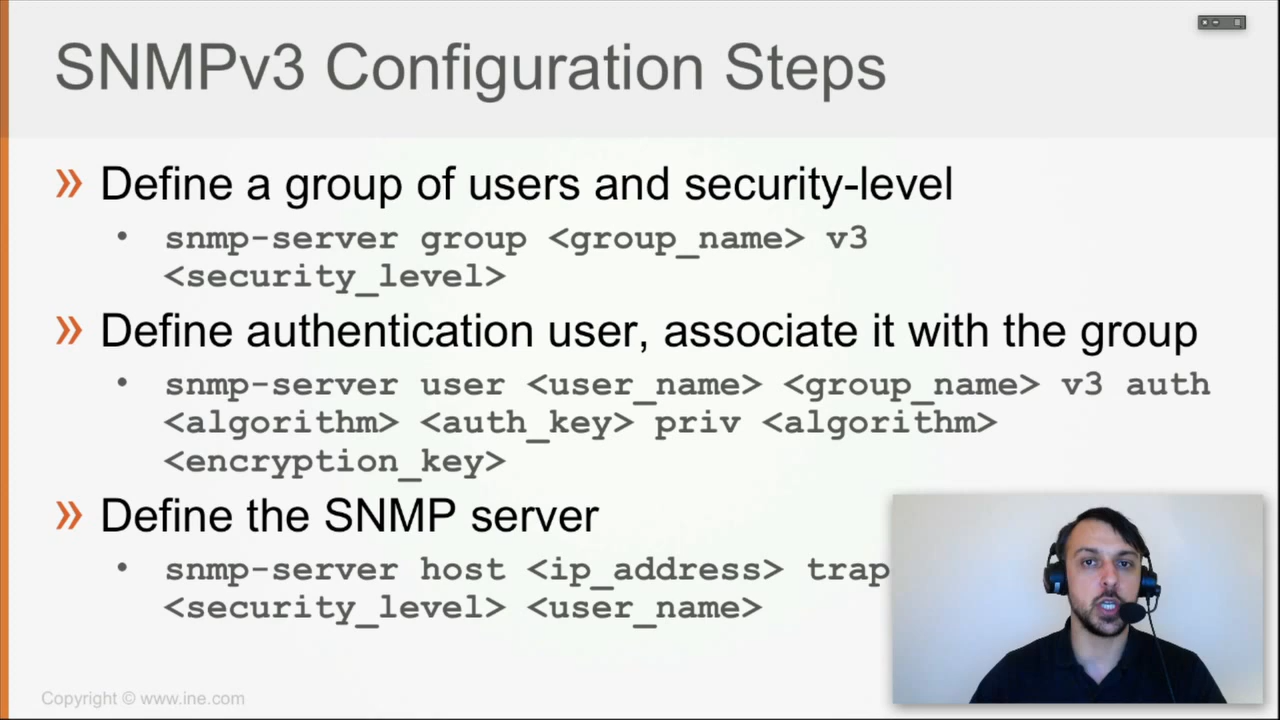 SNMPv3 Configuration Steps
» Define a group of users and security-level
• snmp-server group <group_name> v3
<security_level>
» Define authentication user, associate it with the group
• snmp-server user <user_name> <group_name> v3 auth
<algorithm> <auth_key> priv <algorithm>
<encryption_key>
» Define the SNMP server
• snmp-server host <ip_address> trap
<security_level> <user_name>
Copyright © www.ine.com